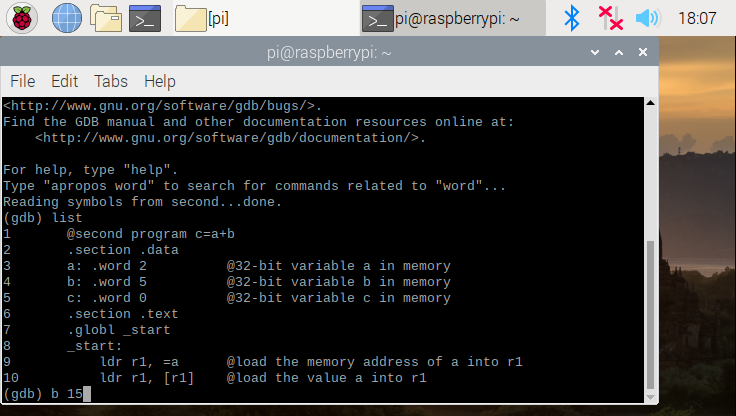 [pi]
pi@raspberrypi: ~
18:07
pi@raspberrypi: ~
File Edit Tabs Help
<http://www.gnu.org/software/gdb/bugs/>.
Find the GDB manual and other documentation resources online at:
    <http://www.gnu.org/software/gdb/documentation/>.

For help, type "help".
Type "apropos word" to search for commands related to "word"...
Reading symbols from second...done.
(gdb) list
1       @second program c=a+b
2       .section .data
3       a: .word 2          @32-bit variable a in memory
4       b: .word 5          @32-bit variable b in memory
5       c: .word 0          @32-bit variable c in memory
6       .section .text
7       .globl _start
8       _start:
9           ldr r1, =a      @load the memory address of a into r1
10          ldr r1, [r1]    @load the value a into r1
(gdb) b 15